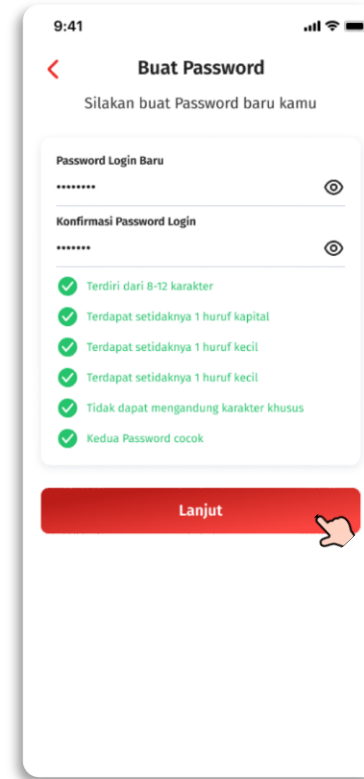 9:41
Buat Password
Silakan buat Password baru kamu
Password Login Baru
••••••••
Konfirmasi Password Login
•••••••
Terdiri dari 8-12 karakter
Terdapat setidaknya 1 huruf kapital
Terdapat setidaknya 1 huruf kecil
Terdapat setidaknya 1 huruf kecil
Tidak dapat mengandung karakter khusus
Kedua Password cocok
Lanjut